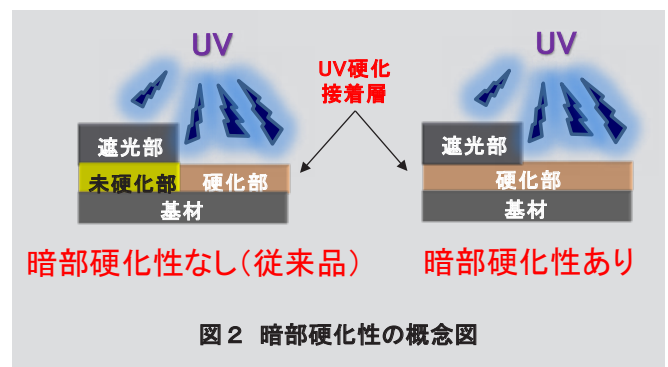 UV
UV
UV硬化
接着層
遮光部
未硬化部
硬化部
基材
遮光部
硬化部
基材
暗部硬化性なし（従来品）
暗部硬化性あり
図２ 暗部硬化性の概念図